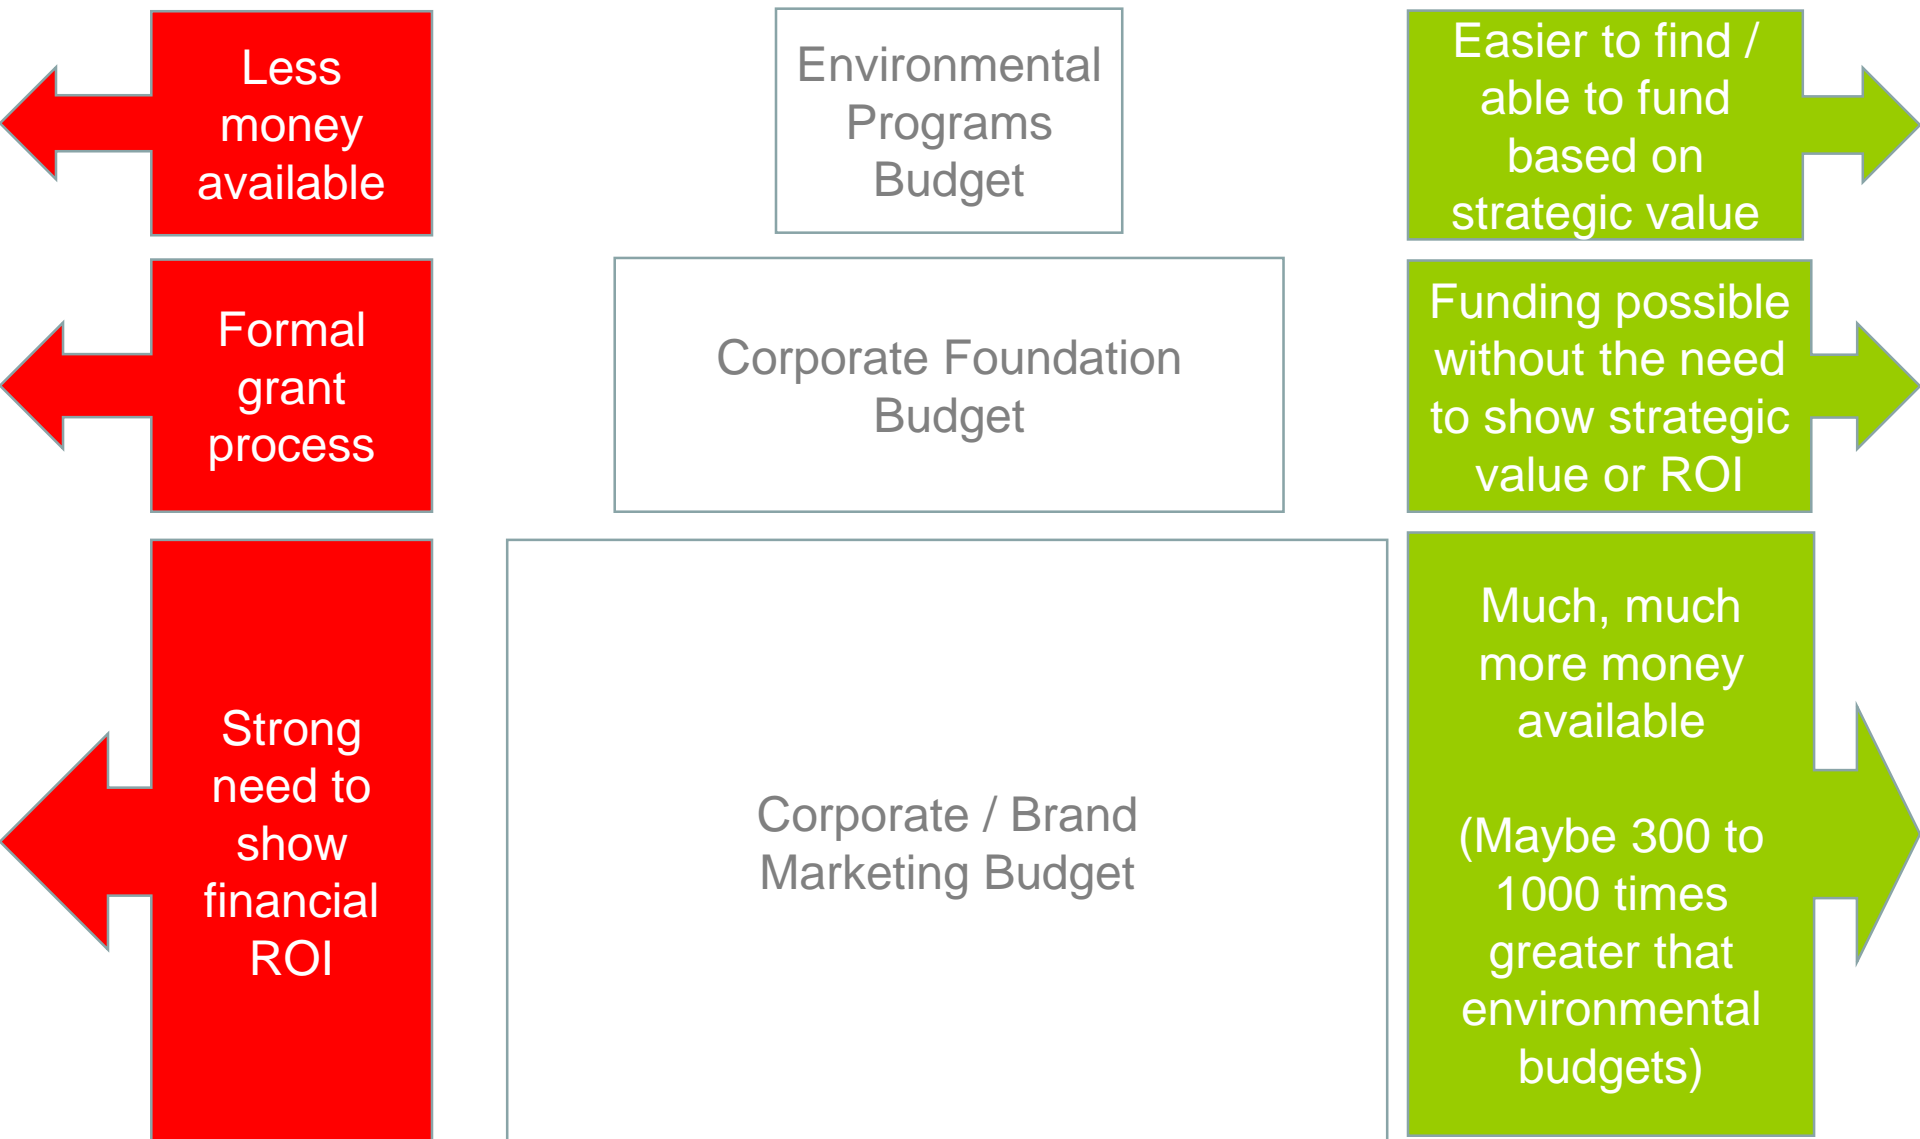 Less
money
available
Environmental
Programs
Budget
Easier to find /
able to fund
based on
strategic value
Formal
grant
process
Corporate Foundation
Budget
Funding possible
without the need
to show strategic
value or ROI
Strong
need to
show
financial
ROI
Corporate / Brand
Marketing Budget
Much, much
more money
available
(Maybe 300 to
1000 times
greater that
environmental
budgets)